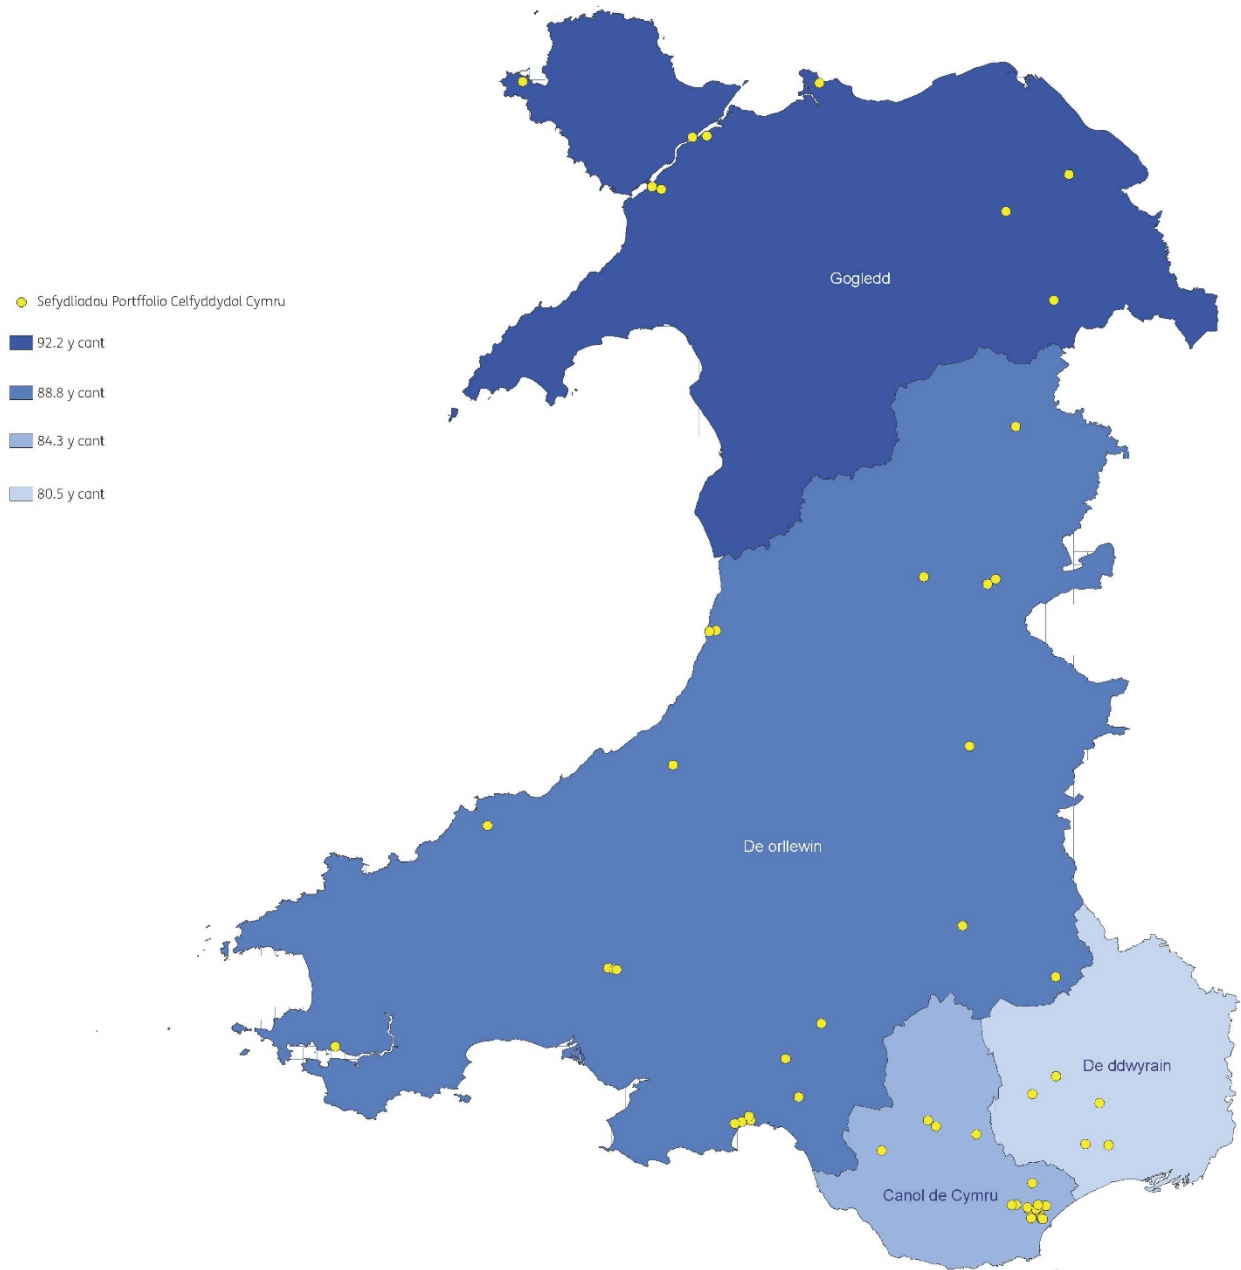 Gogledd
Sefydliadau Portffolio Celfyddydol Cymru
92.2 y cant
88.8 y cant
84.3 y cant
80.5 y cant
De orllewin
De ddwyrain
Canol de Cymru